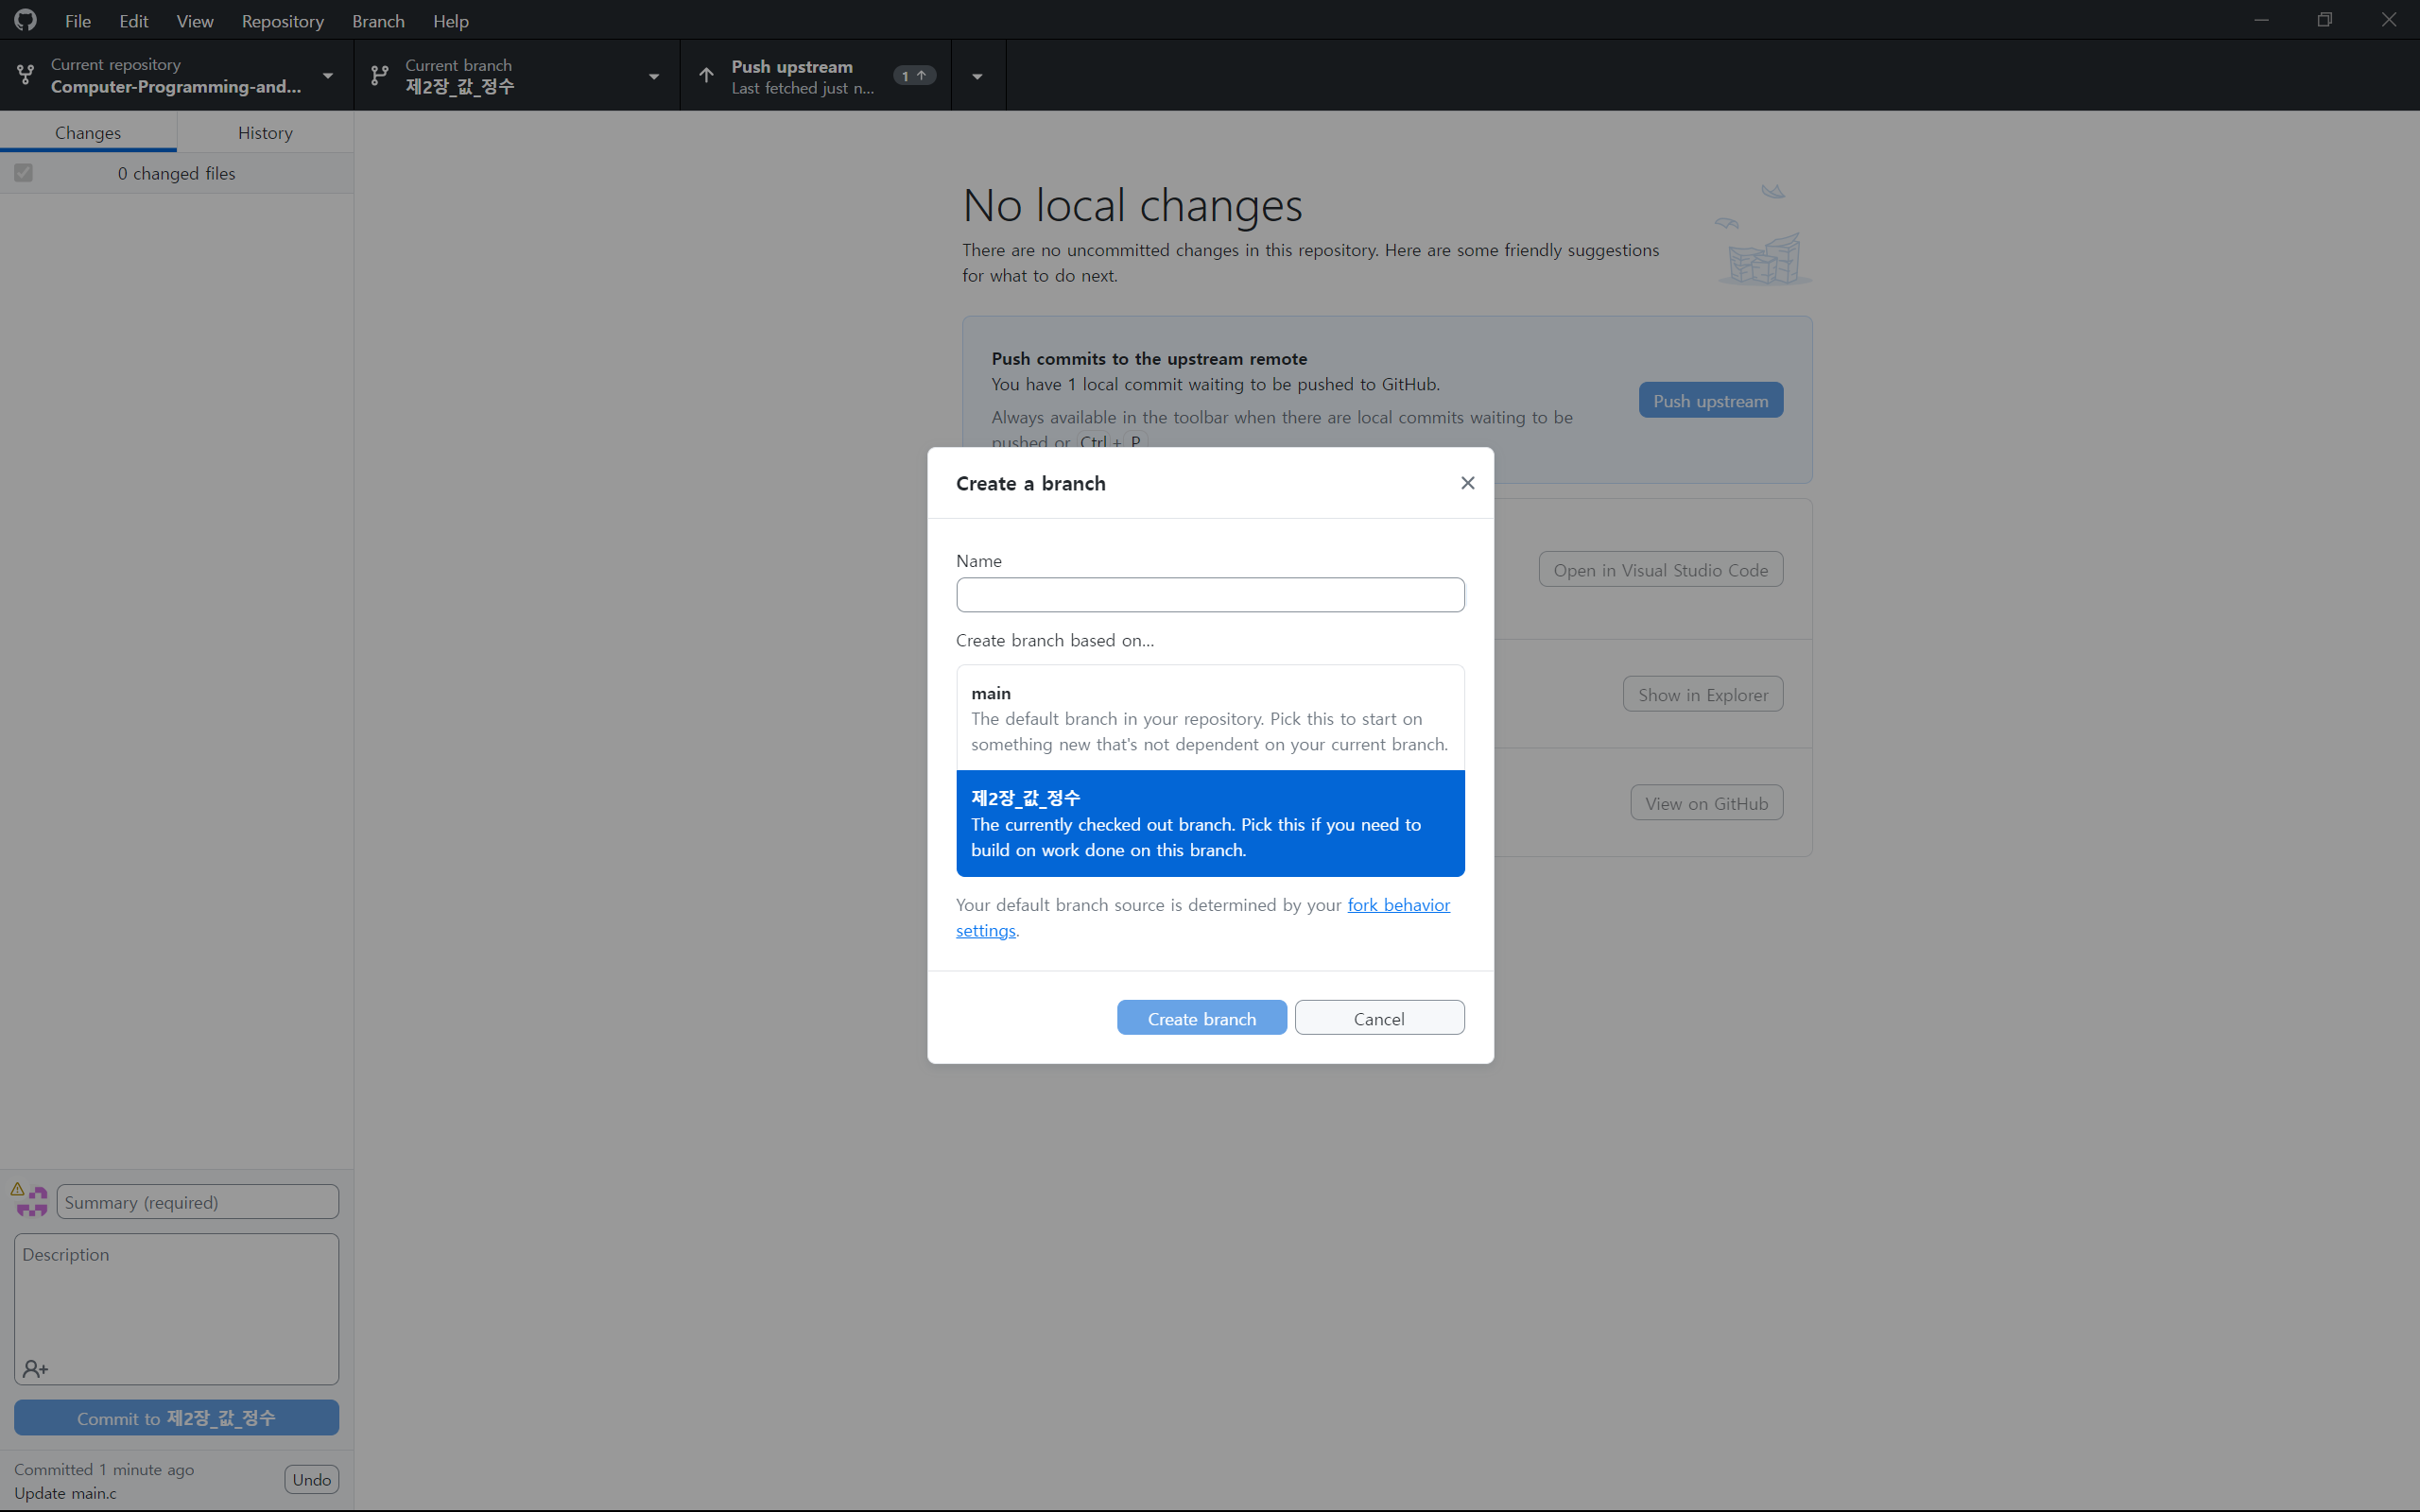 File Edit View Repository Branch Help
Current repository
Computer-Programming-and...
Current branch
제2장_값_정수
Push upstream
Last fetched just n...
1
Changes
History
0 changed files
No local changes
There are no uncommitted changes in this repository. Here are some friendly suggestions
for what to do next.
Push commits to the upstream remote
You have 1 local commit waiting to be pushed to GitHub.
Always available in the toolbar when there are local commits waiting to be
pushed or Ctrl + P
Push upstream
Create a branch
Name
Create branch based on...
main
The default branch in your repository. Pick this to start on
something new that's not dependent on your current branch.
제2장_값_정수
The currently checked out branch. Pick this if you need to
build on work done on this branch.
Your default branch source is determined by your fork behavior
settings.
Create branch
Cancel
Open in Visual Studio Code
Show in Explorer
View on GitHub
Summary (required)
Description
Commit to 제2장_값_정수
Committed 1 minute ago
Update main.c
Undo